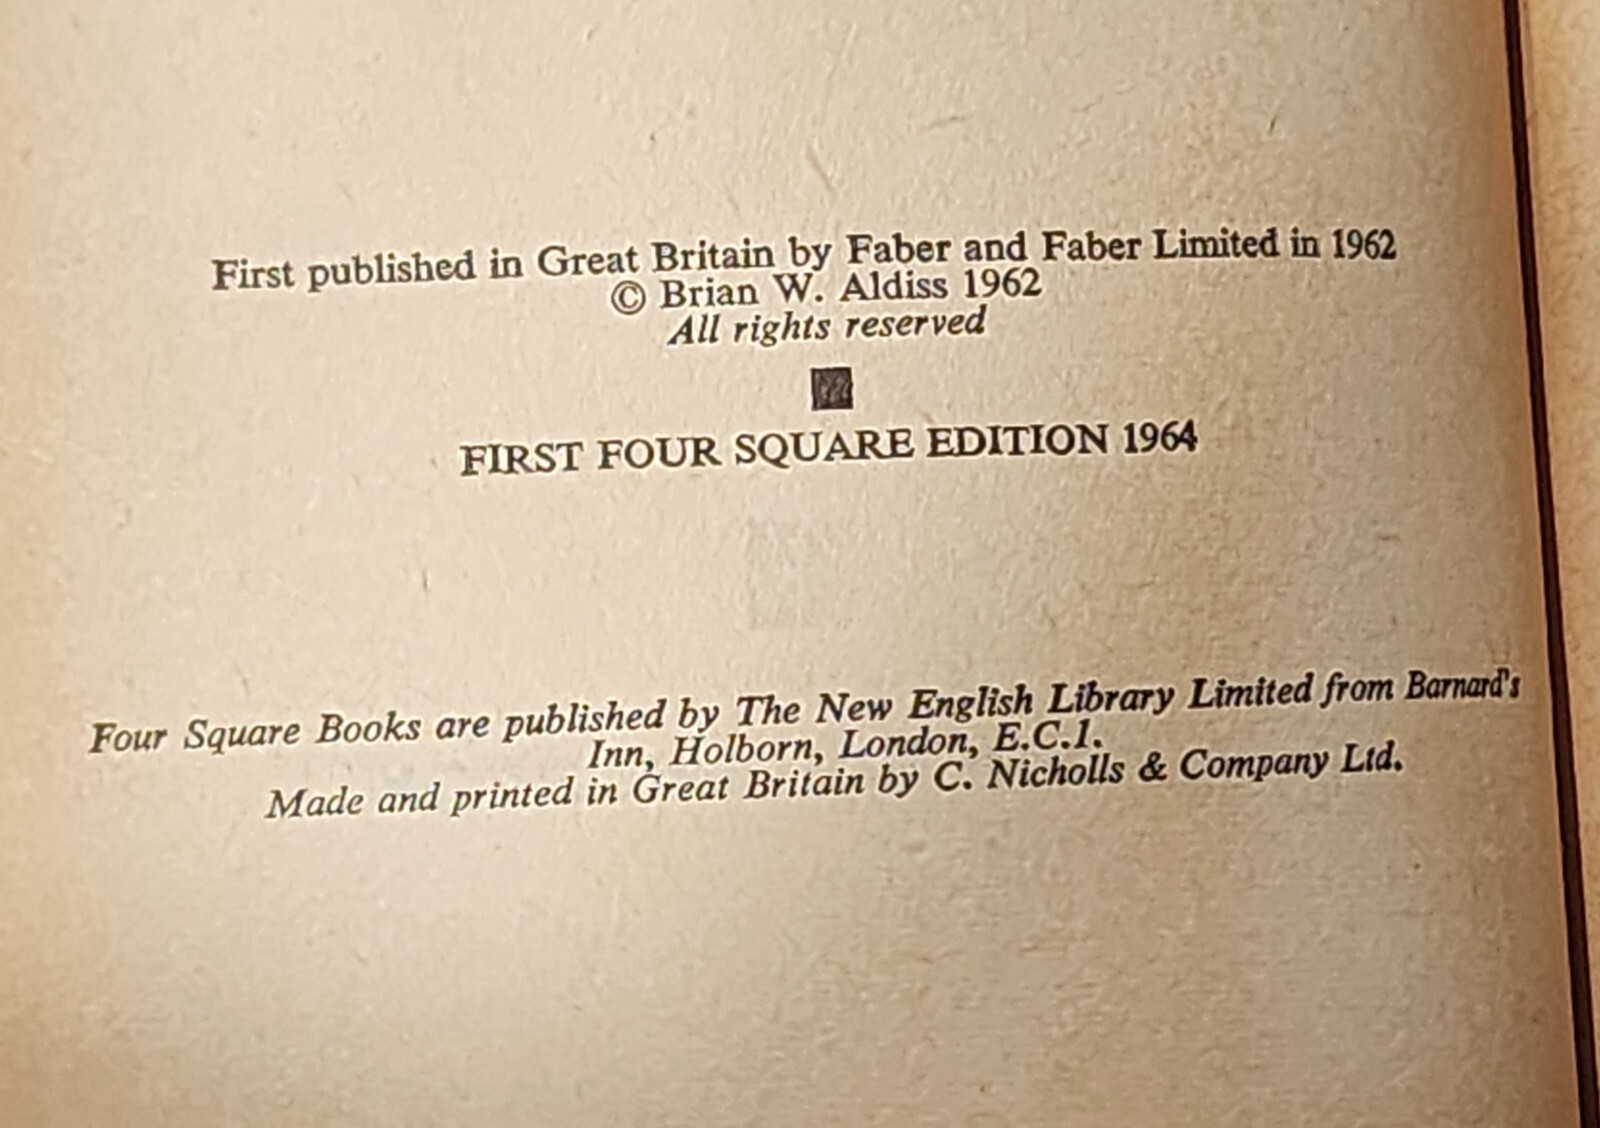 First published in Great Britain by Faber and Faber Limited in 1962
© Brian W. Aldiss 1962
All rights reserved
FIRST FOUR SQUARE EDITION 1964
Four Square Books are published by The New English Library Limited from Barnard's
Inn, Holborn, London, E.C.1.
Made and printed in Great Britain by C. Nicholls & Company Ltd.